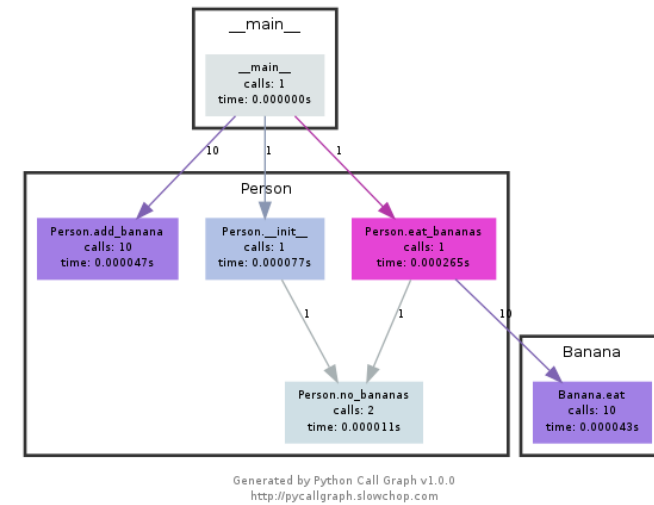 __main__
__main__
calls: 1
time: 0.000000s
10
1
1
Person
Person.add_banana
calls: 10
time: 0.000047s
Person.__init__
calls: 1
time: 0.000077s
Person.eat_bananas
calls: 1
time: 0.000265s
1
1
10
Banana
Person.no_bananas
calls: 2
time: 0.000011s
Banana.eat
calls: 10
time: 0.000043s
Generated by Python Call Graph v1.0.0
http://pycallgraph.slowchop.com